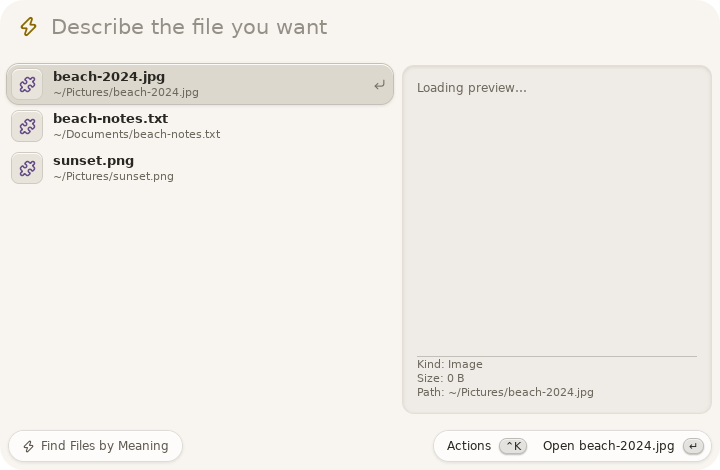 Describe the file you want
beach-2024.jpg
~/Pictures/beach-2024.jpg
beach-notes.txt
~/Documents/beach-notes.txt
sunset.png
~/Pictures/sunset.png
Loading preview...
Kind: Image
Size: 0 B
Path: ~/Pictures/beach-2024.jpg
Find Files by Meaning
Actions ^K Open beach-2024.jpg ↵